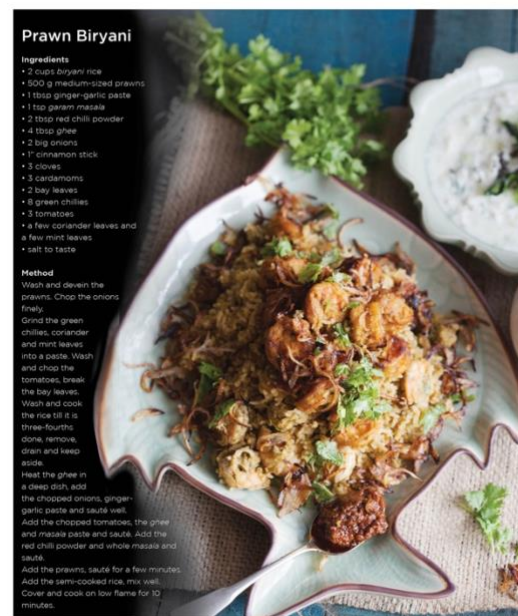 Prawn Biryani
Ingredients
• 2 cups biryani rice
• 500 g medium-sized prawns
• 1 tbsp ginger-garlic paste
• 1 tsp garam masala
• 2 tbsp red chilli powder
• 4 tbsp ghee
• 2 big onions
• 1" cinnamon stick
• 3 cloves
• 3 cardamoms
• 2 bay leaves
• 8 green chillies
• 3 tomatoes
• a few coriander leaves and
a few mint leaves
• salt to taste
Method
Wash and devein the
prawns. Chop the onions
finely.
Grind the green
chillies, coriander
and mint leaves
into a paste. Wash
and chop the
tomatoes, break
the bay leaves.
Wash and cook
the rice till it is
three-fourths
done, remove,
drain and keep
aside.
Heat the ghee in
a deep dish, add
the chopped onions, ginger-
garlic paste and sauté well.
Add the chopped tomatoes, the ghee
and masala paste and sauté. Add the
red chilli powder and whole masala and
sauté.
Add the prawns, sauté for a few minutes.
Add the semi-cooked rice, mix well.
Cover and cook on low flame for 10
minutes.